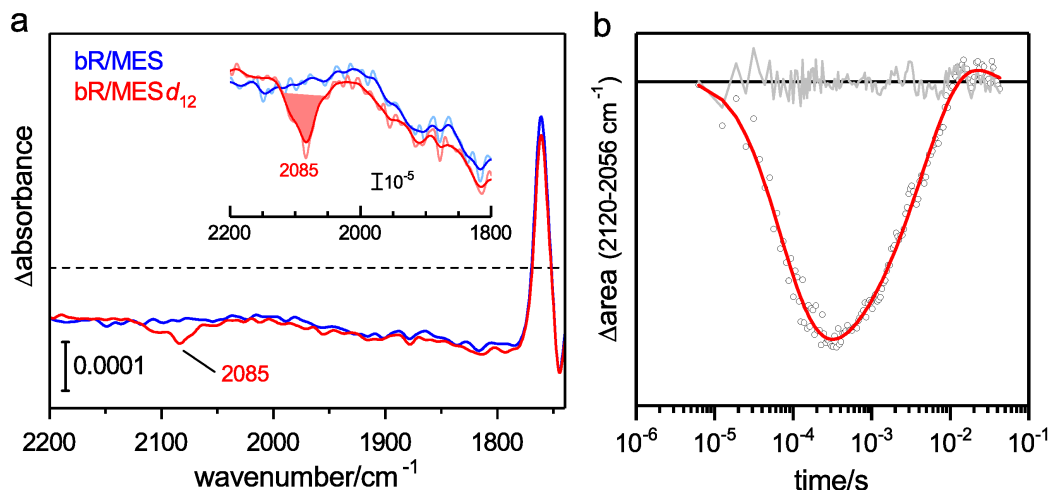 a
bR/MES
bR/MES d₁₂
2085
10⁻⁵
2200 2000 1800
Δabsorbance
0.0001
2085
2200 2100 2000 1900 1800
wavenumber/cm⁻¹
b
Δarea (2120-2056 cm⁻¹)
10⁻⁶ 10⁻⁵ 10⁻⁴ 10⁻³ 10⁻² 10⁻¹
time/s